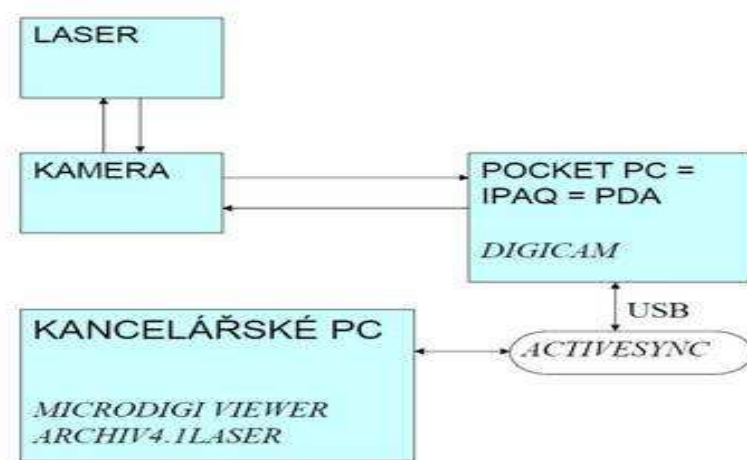 LASER
KAMERA
POCKET PC =
IPAQ = PDA
DIGICAM
USB
ACTIVESYNC
KANCELÁŘSKÉ PC
MICRODIGI VIEWER
ARCHIV4.1LASER